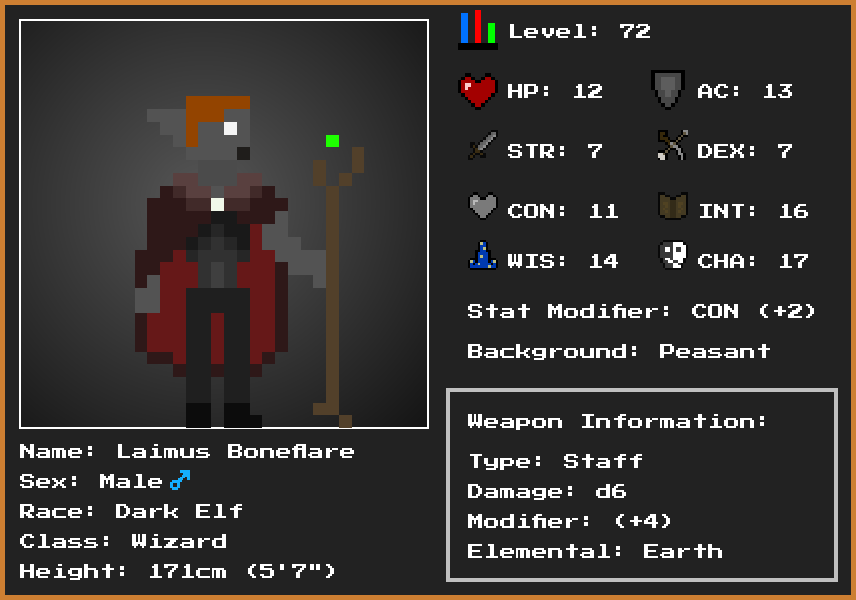 Level: 72
HP: 12
AC: 13
STR: 7
DEX: 7
CON: 11
INT: 16
WIS: 14
CHA: 17
Stat Modifier: CON (+2)
Background: Peasant
Weapon Information:
Type: Staff
Damage: d6
Modifier: (+4)
Elemental: Earth
Name: Laimus Boneflare
Sex: Male♂
Race: Dark Elf
Class: Wizard
Height: 171cm (5'7")